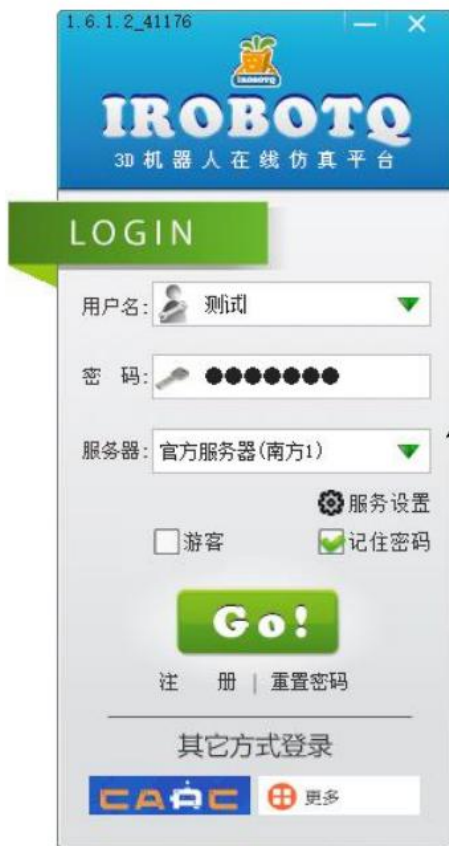 1.6.1.2_41176
IROBOTQ
IROBOTQ
3D 机器人在线仿真平台
LOGIN
用户名: 测试
密 码: ●●●●●●●
服务器: 官方服务器(南方1)
服务设置
游客 记住密码
Go!
注 册 | 重置密码
其它方式登录
CAAC 更多